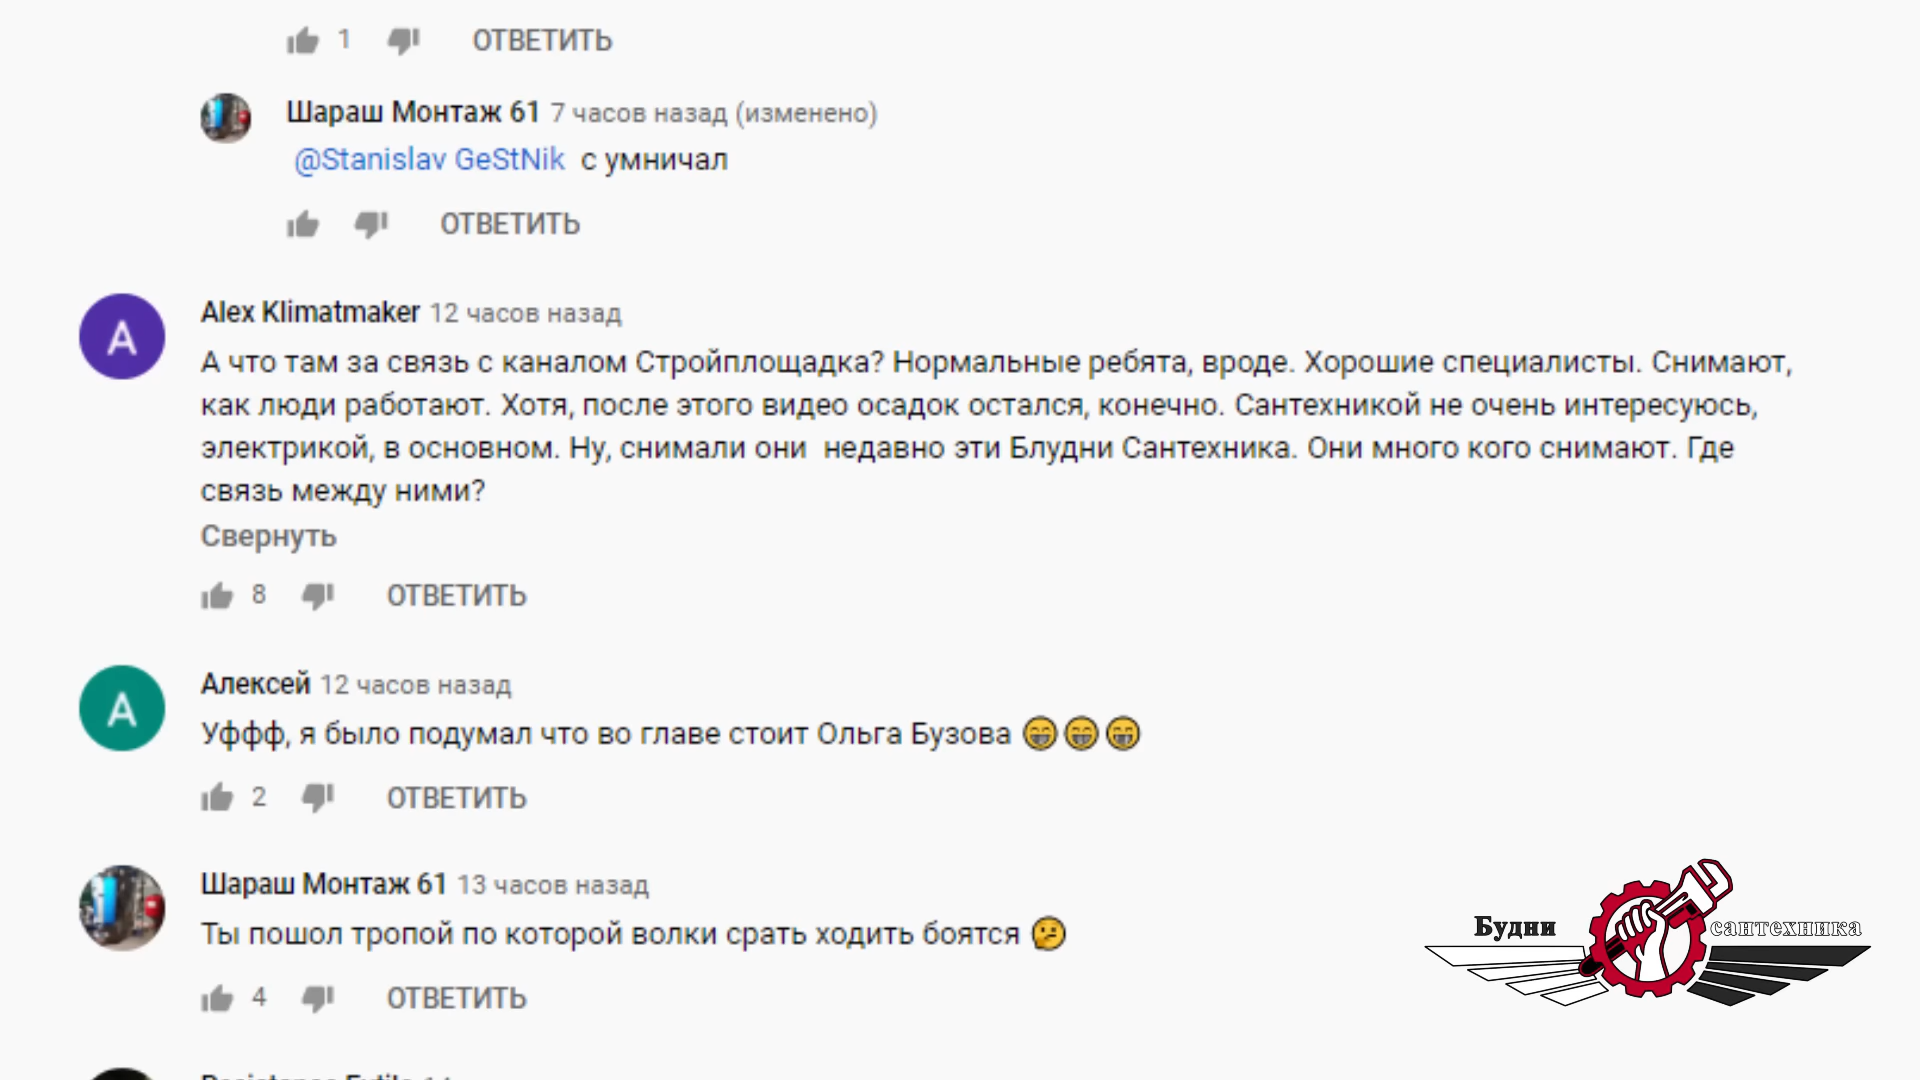 1 ОТВЕТИТЬ
Шараш Монтаж 61 7 часов назад (изменено)
@Stanislav GeStNik с умничал
ОТВЕТИТЬ
A
Alex Klimatmaker 12 часов назад
А что там за связь с каналом Стройплощадка? Нормальные ребята, вроде. Хорошие специалисты. Снимают,
как люди работают. Хотя, после этого видео осадок остался, конечно. Сантехникой не очень интересуюсь,
электрикой, в основном. Ну, снимали они недавно эти Блудни Сантехника. Они много кого снимают. Где
связь между ними?
Свернуть
8 ОТВЕТИТЬ
А
Алексей 12 часов назад
Уффф, я было подумал что во главе стоит Ольга Бузова 😁😁😁
2 ОТВЕТИТЬ
Шараш Монтаж 61 13 часов назад
Ты пошол тропой по которой волки срать ходить боятся 🤔
4 ОТВЕТИТЬ
Будни сантехника